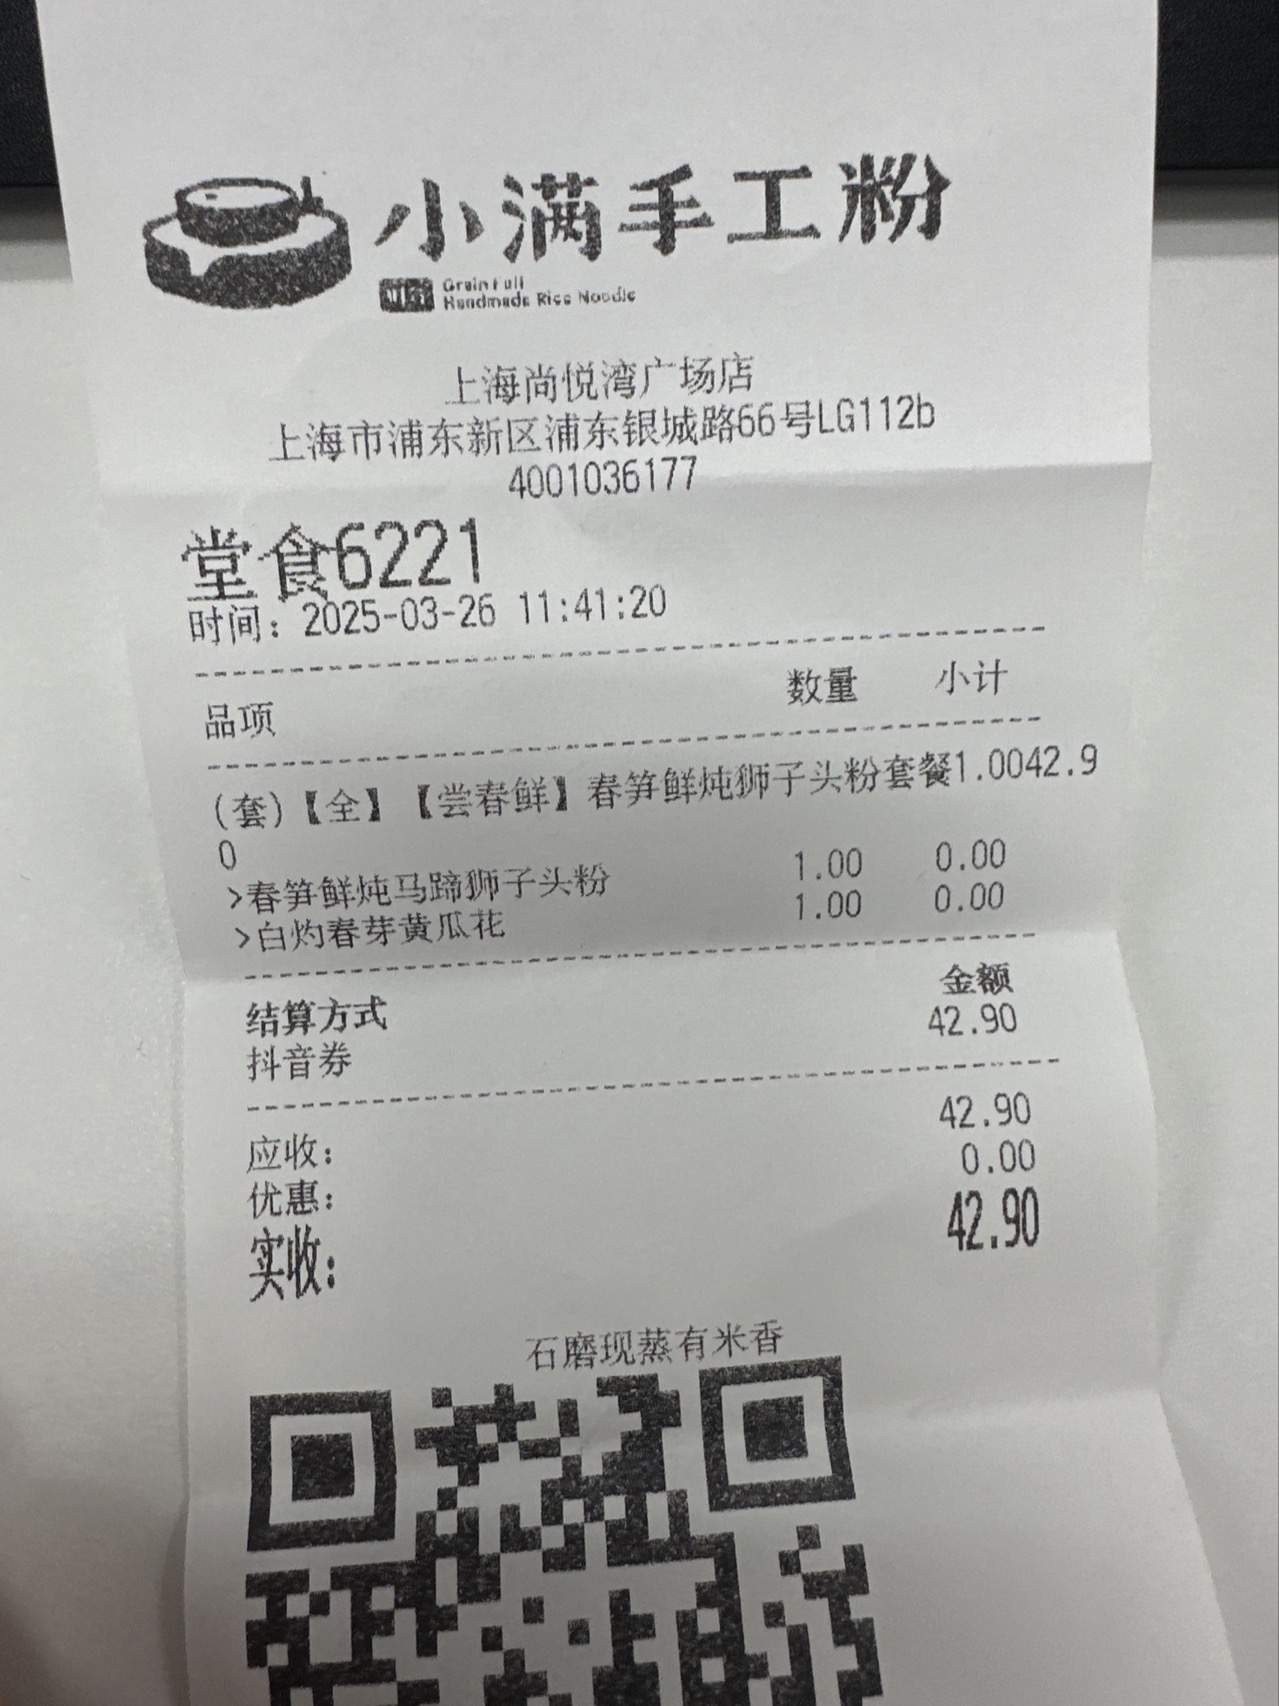 小满手工粉
Grain Full
Handmade Rice Noodle
上海尚悦湾广场店
上海市浦东新区浦东银城路66号LG112b
4001036177
堂食6221
时间：2025-03-26 11:41:20
品项 数量 小计
(套)【全】【尝春鲜】春笋鲜炖狮子头粉套餐1.0042.9
0
>春笋鲜炖马蹄狮子头粉 1.00 0.00
>白灼春芽黄瓜花 1.00 0.00
结算方式 金额
抖音券 42.90
应收： 42.90
优惠： 0.00
实收： 42.90
石磨现蒸有米香